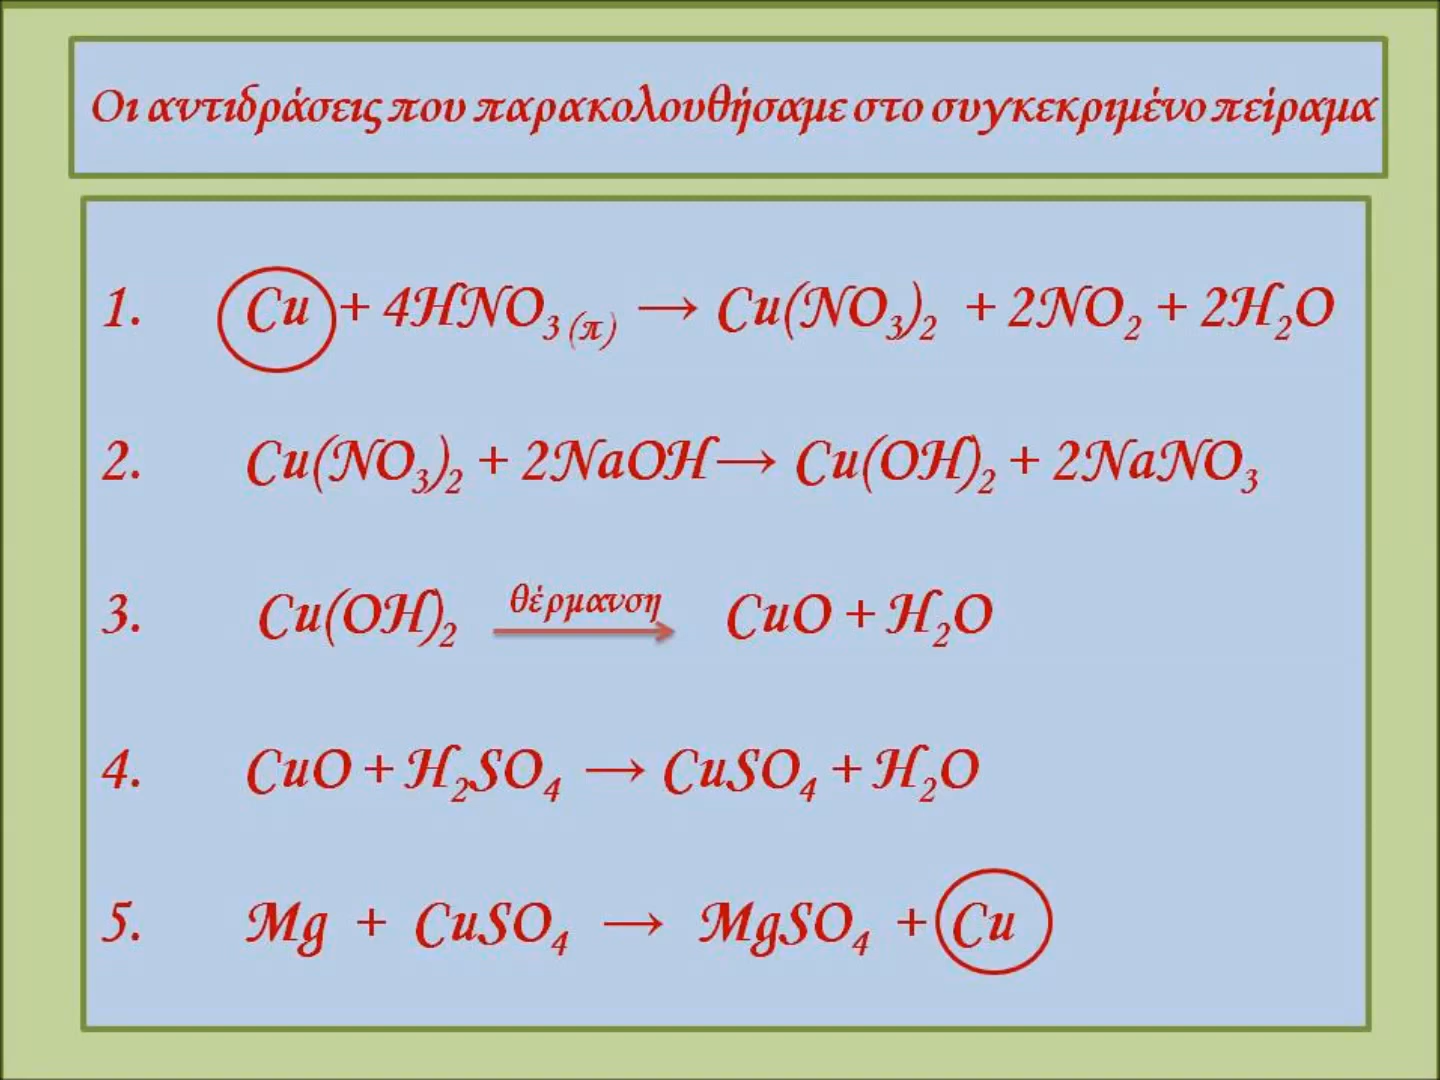 Οι αντιδράσεις που παρακολουθήσαμε στο συγκεκριμένο πείραμα
1. Cu + 4HNO₃ (π) → Cu(NO₃)₂ + 2NO₂ + 2H₂O
2. Cu(NO₃)₂ + 2NaOH → Cu(OH)₂ + 2NaNO₃
θέρμανση
3. Cu(OH)₂ → CuO + H₂O
4. CuO + H₂SO₄ → CuSO₄ + H₂O
5. Mg + CuSO₄ → MgSO₄ + Cu